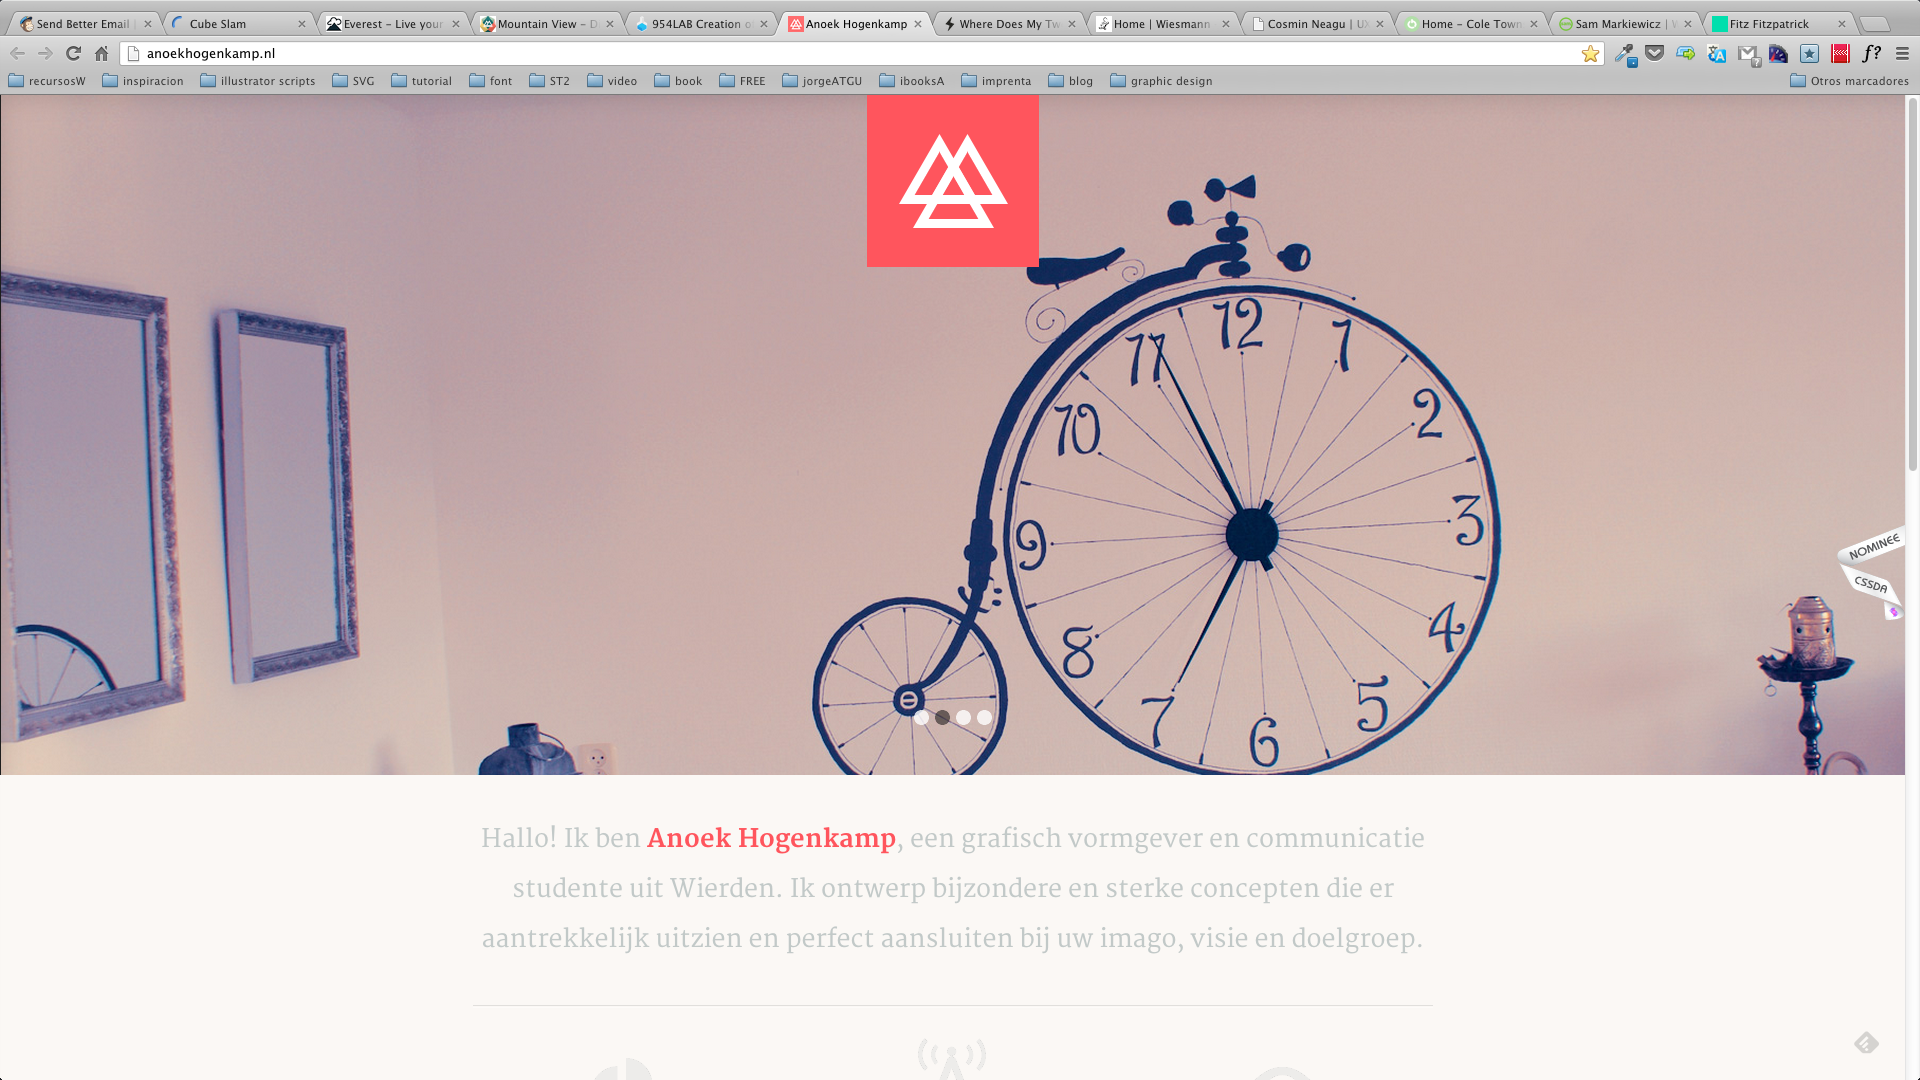 Send Better Email
Cube Slam
Everest – Live your
Mountain View – D
954LAB Creation o
Anoek Hogenkamp
Where Does My Tw
Home | Wiesmann
Cosmin Neagu | UX
Home – Cole Town
Sam Markiewicz | W
Fitz Fitzpatrick
anoekhogenkamp.nl
f?
recursosW
inspiracion
illustrator scripts
SVG
tutorial
font
ST2
video
book
FREE
jorgeATGU
ibooksA
imprenta
blog
graphic design
Otros marcadores
12
11
1
10
2
9
3
8
4
7
5
6
NOMINEE
CSSDA
Hallo! Ik ben Anoek Hogenkamp, een grafisch vormgever en communicatie
studente uit Wierden. Ik ontwerp bijzondere en sterke concepten die er
aantrekkelijk uitzien en perfect aansluiten bij uw imago, visie en doelgroep.